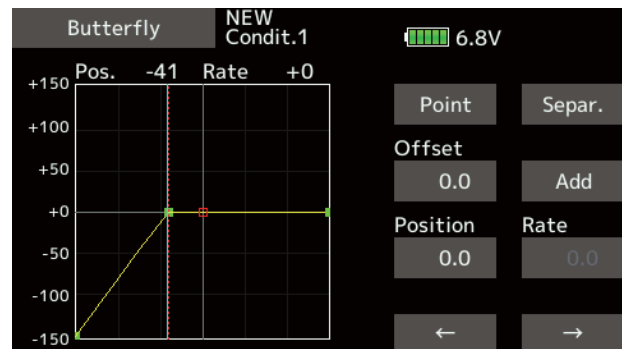 Butterfly
NEW
Condit.1
6.8V
Pos. -41 Rate +0
+150
+100
+50
+0
-50
-100
-150
Point Separ.
Offset
0.0 Add
Position Rate
0.0 0.0
← →